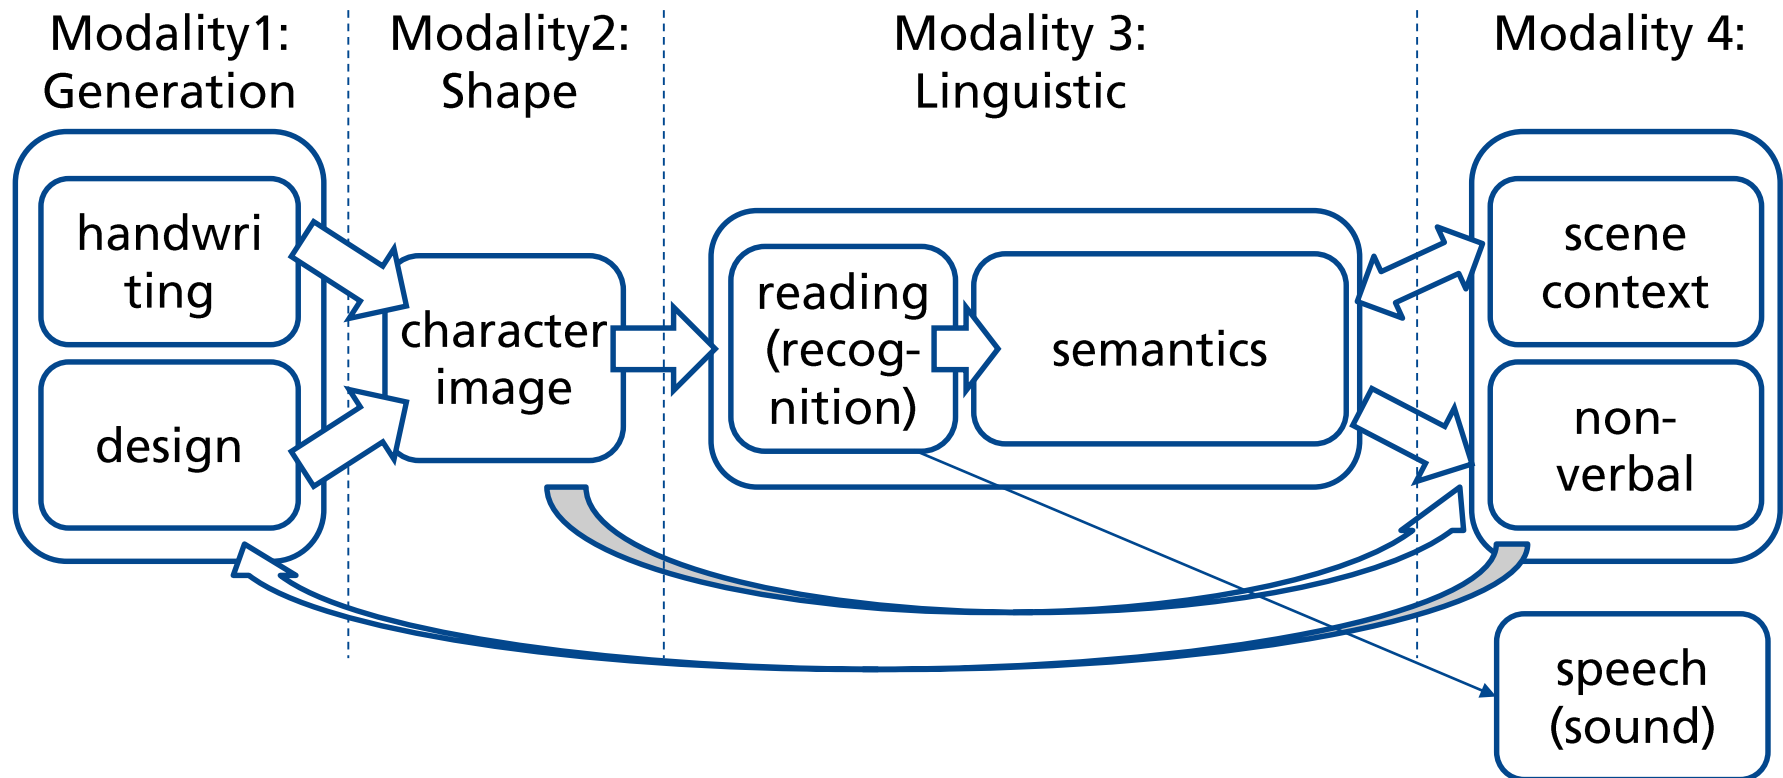 Modality1:
Generation
Modality2:
Shape
Modality 3:
Linguistic
Modality 4:
handwri
ting
design
character
image
reading
(recog-
nition)
semantics
scene
context
non-
verbal
speech
(sound)